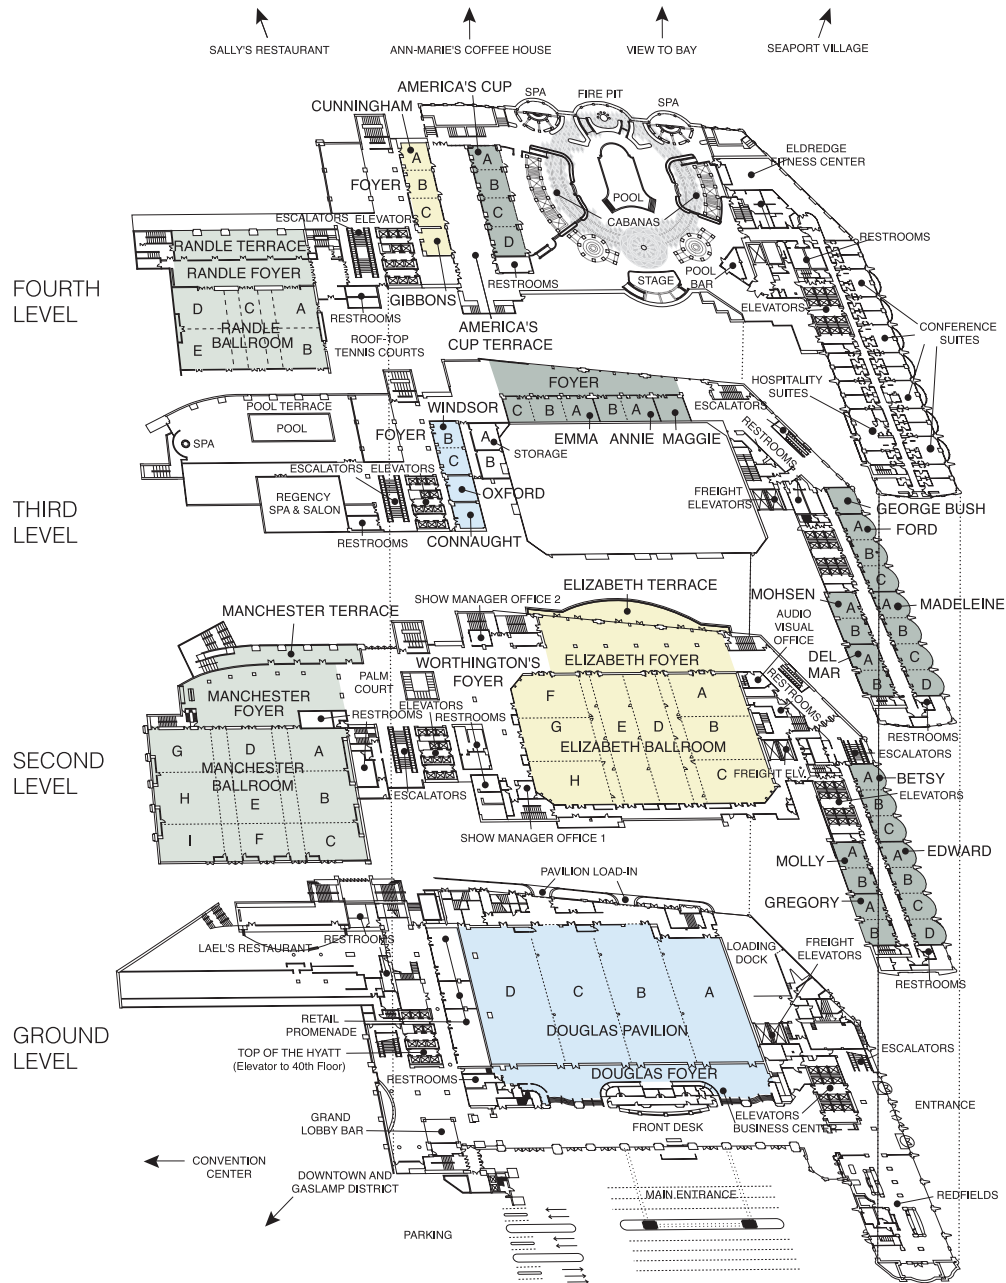 SALLY'S RESTAURANT
ANN-MARIE'S COFFEE HOUSE
VIEW TO BAY
SEAPORT VILLAGE
FOURTH
LEVEL
CUNNINGHAM
AMERICA'S CUP
SPA
FIRE PIT
SPA
ELDREDGE
FITNESS CENTER
A
B
C
A
B
C
D
FOYER
POOL
CABANAS
ESCALATORS
ELEVATORS
RANDLE TERRACE
RANDLE FOYER
D
C
A
RANDLE
BALLROOM
E
B
RESTROOMS
GIBBONS
RESTROOMS
STAGE
POOL
BAR
RESTROOMS
ELEVATORS
CONFERENCE
SUITES
ROOF-TOP
TENNIS COURTS
AMERICA'S
CUP TERRACE
HOSPITALITY
SUITES
THIRD
LEVEL
POOL TERRACE
POOL
SPA
FOYER
WINDSOR
B
C
A
STORAGE
B
FOYER
C
B
A
B
A
EMMA
ANNIE
MAGGIE
ESCALATORS
RESTROOMS
ESCALATORS
ELEVATORS
REGENCY
SPA & SALON
OXFORD
RESTROOMS
CONNAUGHT
FREIGHT
ELEVATORS
GEORGE BUSH
FORD
A
B
C
MOHSEN
A
B
A
MADELEINE
B
C
D
DEL
MAR
A
B
RESTROOMS
SECOND
LEVEL
MANCHESTER TERRACE
SHOW MANAGER OFFICE 2
ELIZABETH TERRACE
AUDIO
VISUAL
OFFICE
WORTHINGTON'S
FOYER
ELIZABETH FOYER
PALM
COURT
RESTROOMS
MANCHESTER
FOYER
RESTROOMS
ELEVATORS
RESTROOMS
F
A
G
E
D
B
ELIZABETH BALLROOM
H
C
FREIGHT ELV.
G
D
A
MANCHESTER
BALLROOM
H
E
B
I
F
C
ESCALATORS
SHOW MANAGER OFFICE 1
ESCALATORS
BETSY
A
ELEVATORS
B
C
MOLLY
A
B
EDWARD
A
B
C
D
GREGORY
A
B
RESTROOMS
GROUND
LEVEL
PAVILION LOAD-IN
RESTROOMS
LAEL'S RESTAURANT
LOADING
DOCK
FREIGHT
ELEVATORS
D
C
B
A
DOUGLAS PAVILION
RETAIL
PROMENADE
TOP OF THE HYATT
(Elevator to 40th Floor)
RESTROOMS
DOUGLAS FOYER
ESCALATORS
ELEVATORS
BUSINESS CENTER
ENTRANCE
GRAND
LOBBY BAR
FRONT DESK
CONVENTION
CENTER
DOWNTOWN AND
GASLAMP DISTRICT
MAIN ENTRANCE
REDFIELDS
PARKING